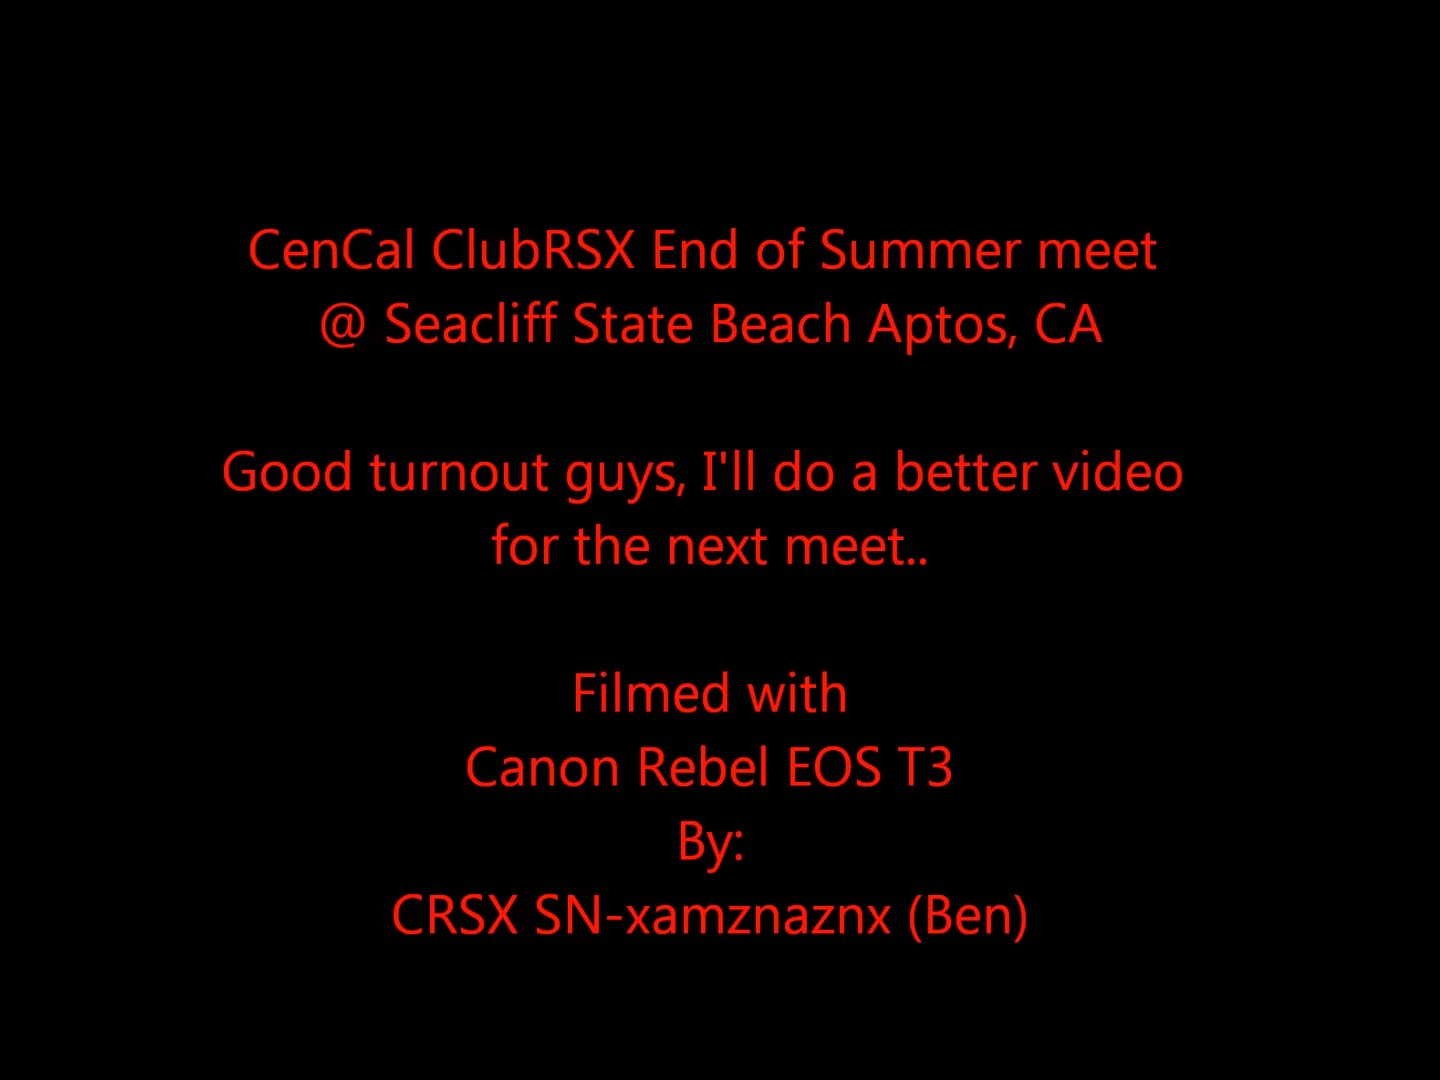 CenCal ClubRSX End of Summer meet
@ Seacliff State Beach Aptos, CA
Good turnout guys, I'll do a better video
for the next meet..
Filmed with
Canon Rebel EOS T3
By:
CRSX SN-xamznaznx (Ben)